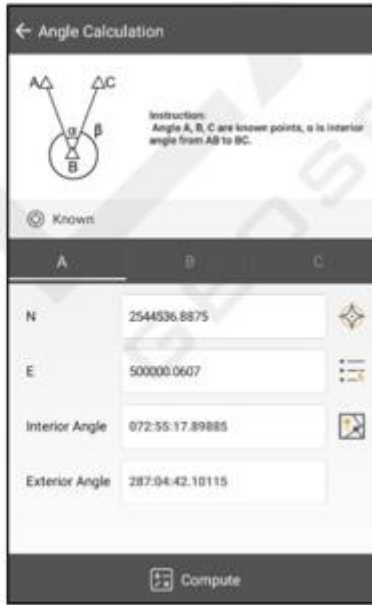 ← Angle Calculation
A C
α β
B
Instruction:
Angle A, B, C are known points, α is interior
angle from AB to BC.
Known
A B C
N 2544536.8875
E 500000.0607
Interior Angle 072:55:17.89885
Exterior Angle 287:04:42.10115
Compute